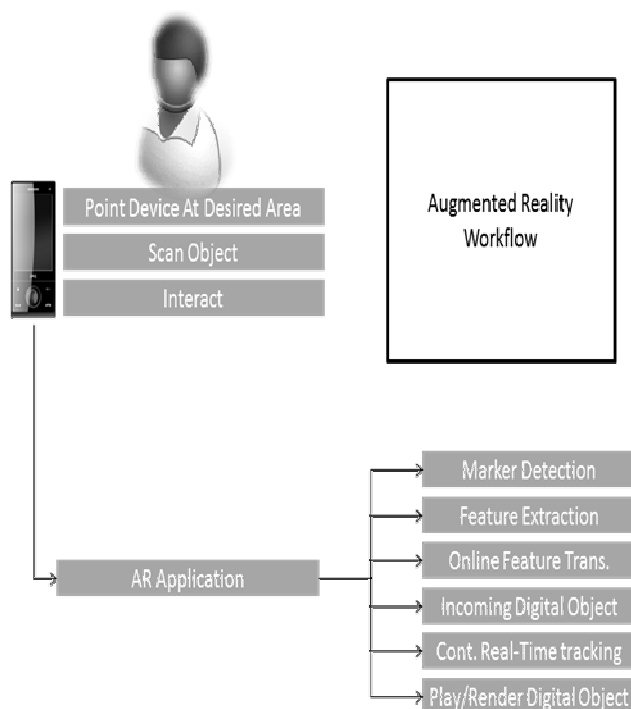 Point Device At Desired Area
Scan Object
Interact
Augmented Reality
Workflow
AR Application
Marker Detection
Feature Extraction
Online Feature Trans.
Incoming Digital Object
Cont. Real-Time tracking
Play/Render Digital Object